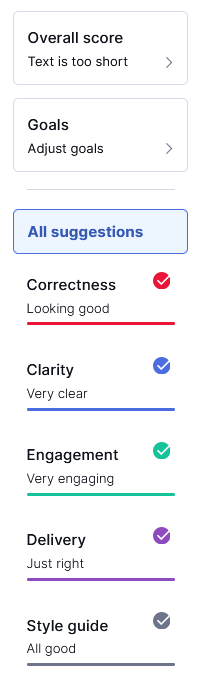 Overall score
Text is too short
Goals
Adjust goals
All suggestions
Correctness
Looking good
Clarity
Very clear
Engagement
Very engaging
Delivery
Just right
Style guide
All good